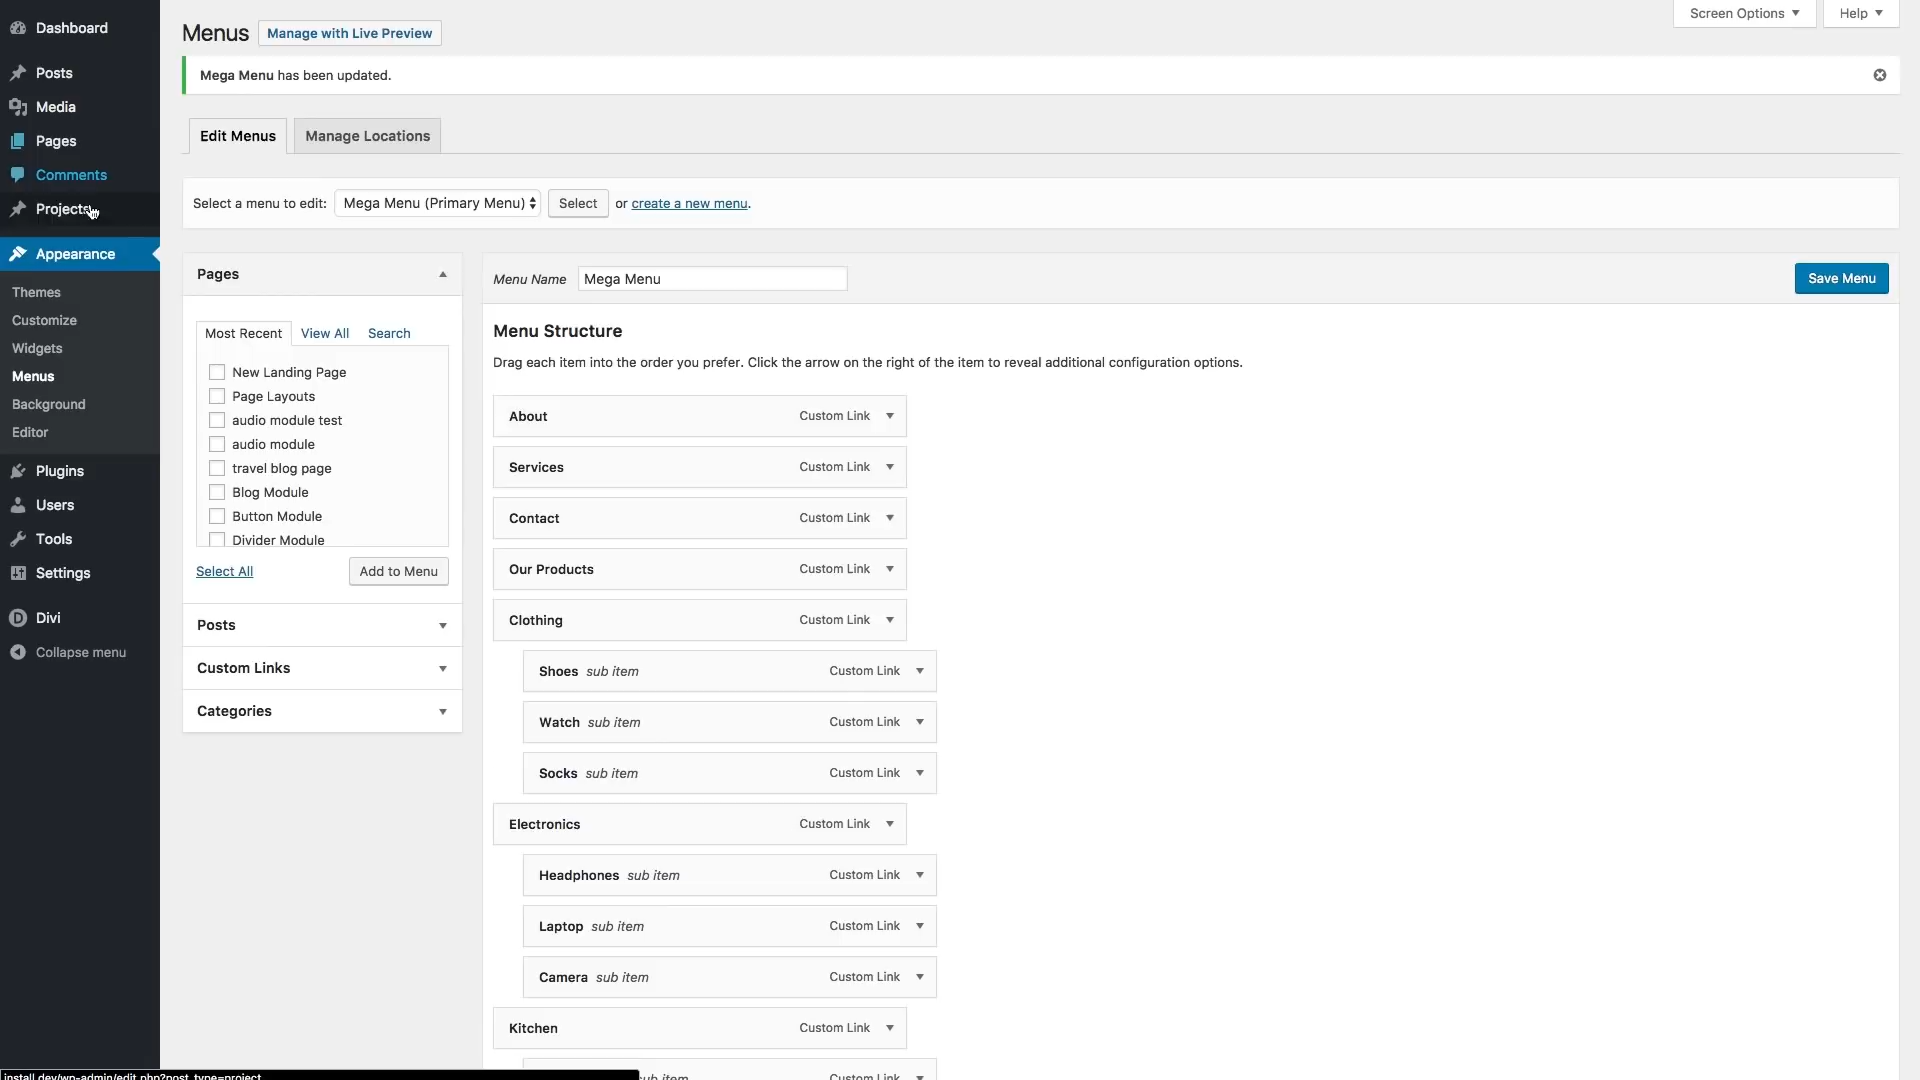 Dashboard
Posts
Media
Pages
Comments
Projects
Appearance
Themes
Customize
Widgets
Menus
Background
Editor
Plugins
Users
Tools
Settings
Divi
Collapse menu
Screen Options
Help
Menus
Manage with Live Preview
Mega Menu has been updated.
Edit Menus
Manage Locations
Select a menu to edit: Mega Menu (Primary Menu) Select or create a new menu.
Pages
Most Recent View All Search
New Landing Page
Page Layouts
audio module test
audio module
travel blog page
Blog Module
Button Module
Divider Module
Select All
Add to Menu
Posts
Custom Links
Categories
Menu Name Mega Menu
Save Menu
Menu Structure
Drag each item into the order you prefer. Click the arrow on the right of the item to reveal additional configuration options.
About Custom Link
Services Custom Link
Contact Custom Link
Our Products Custom Link
Clothing Custom Link
Shoes sub item Custom Link
Watch sub item Custom Link
Socks sub item Custom Link
Electronics Custom Link
Headphones sub item Custom Link
Laptop sub item Custom Link
Camera sub item Custom Link
Kitchen Custom Link
sub item Custom Link
install.dev/wp-admin/edit.php?post_type=project